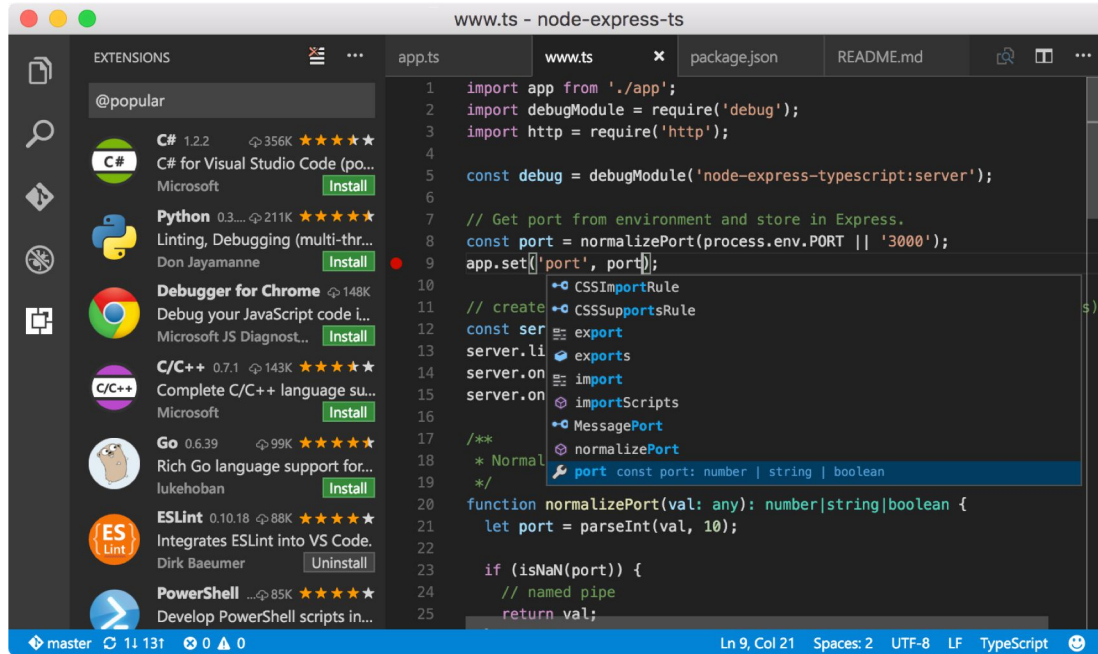 www.ts - node-express-ts
EXTENSIONS
@popular
C# 1.2.2 356K
C# for Visual Studio Code (po...
Microsoft Install
Python 0.3.... 211K
Linting, Debugging (multi-thr...
Don Jayamanne Install
Debugger for Chrome 148K
Debug your JavaScript code i...
Microsoft JS Diagnost... Install
C/C++ 0.7.1 143K
C/C++
Complete C/C++ language su...
Microsoft Install
Go 0.6.39 99K
Rich Go language support for...
lukehoban Install
ESLint 0.10.18 88K
ES
Lint
Integrates ESLint into VS Code.
Dirk Baeumer Uninstall
PowerShell ... 85K
Develop PowerShell scripts in...
C#
app.ts www.ts package.json README.md
1 import app from './app';
2 import debugModule = require('debug');
3 import http = require('http');
4
5 const debug = debugModule('node-express-typescript:server');
6
7 // Get port from environment and store in Express.
8 const port = normalizePort(process.env.PORT || '3000');
9 app.set('port', port);
10
11 // create s)
12 const ser
13 server.li
14 server.on
15 server.on
16
17 /**
18 * Normal
19 */
20 function normalizePort(val: any): number|string|boolean {
21 let port = parseInt(val, 10);
22
23 if (isNaN(port)) {
24 // named pipe
25 return val;
CSSImportRule
CSSSupportsRule
export
exports
import
importScripts
MessagePort
normalizePort
port const port: number | string | boolean
master 1↓ 13↑ 0 0 Ln 9, Col 21 Spaces: 2 UTF-8 LF TypeScript